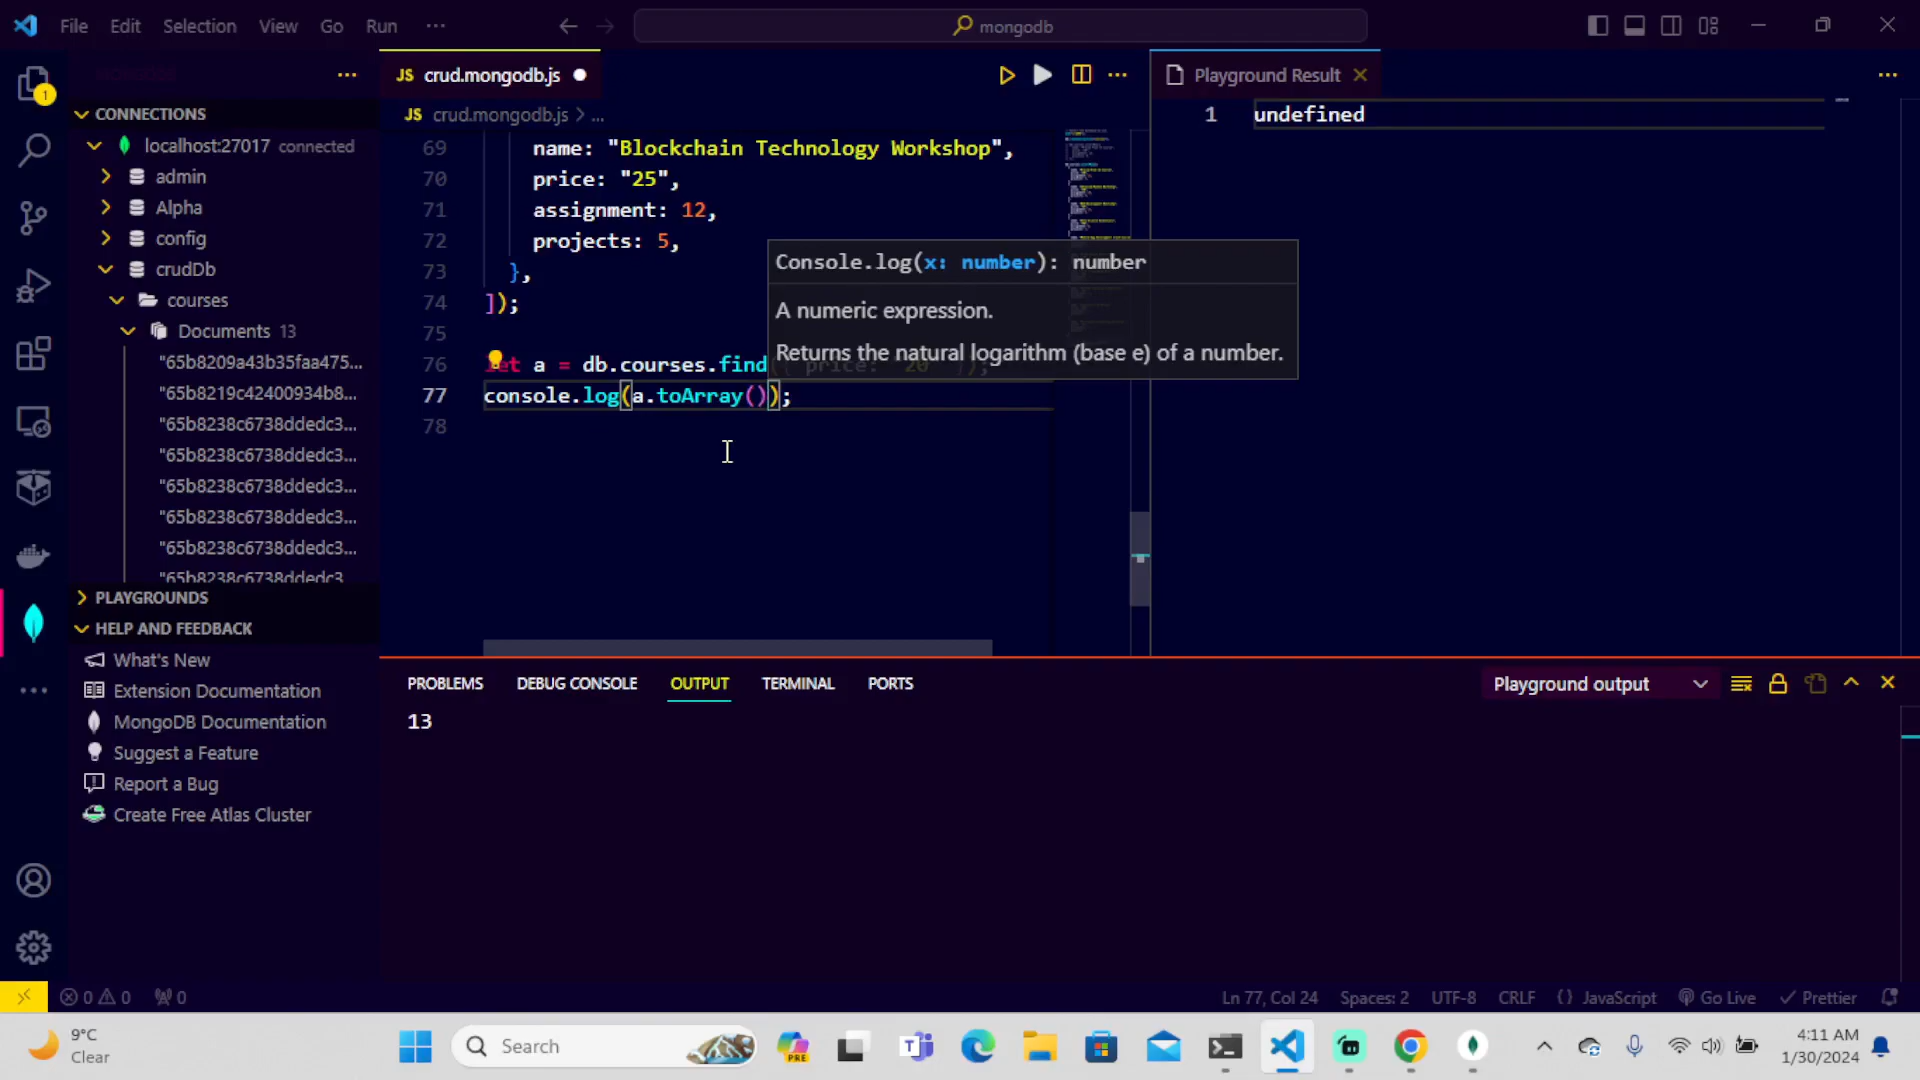 File Edit Selection View Go Run ···
mongodb
JS crud.mongodb.js
Playground Result
CONNECTIONS
localhost:27017 connected
admin
Alpha
config
crudDb
courses
Documents 13
"65b8209a43b35faa475...
"65b8219c42400934b8...
"65b8238c6738ddedc3...
"65b8238c6738ddedc3...
"65b8238c6738ddedc3...
"65b8238c6738ddedc3...
"65b8238c6738ddedc3...
"65b8238c6738ddedc3
PLAYGROUNDS
HELP AND FEEDBACK
What's New
Extension Documentation
MongoDB Documentation
Suggest a Feature
Report a Bug
Create Free Atlas Cluster
JS crud.mongodb.js > ...
69 name: "Blockchain Technology Workshop",
70 price: "25",
71 assignment: 12,
72 projects: 5,
73 },
74 ]);
75
76 let a = db.courses.find({ price: "20" });
77 console.log(a.toArray());
78
Console.log(x: number): number
A numeric expression.
Returns the natural logarithm (base e) of a number.
1 undefined
PROBLEMS DEBUG CONSOLE OUTPUT TERMINAL PORTS
Playground output
13
0 0 0
Ln 77, Col 24 Spaces: 2 UTF-8 CRLF {} JavaScript Go Live Prettier
9°C
Clear
Search
PRE
4:11 AM
1/30/2024